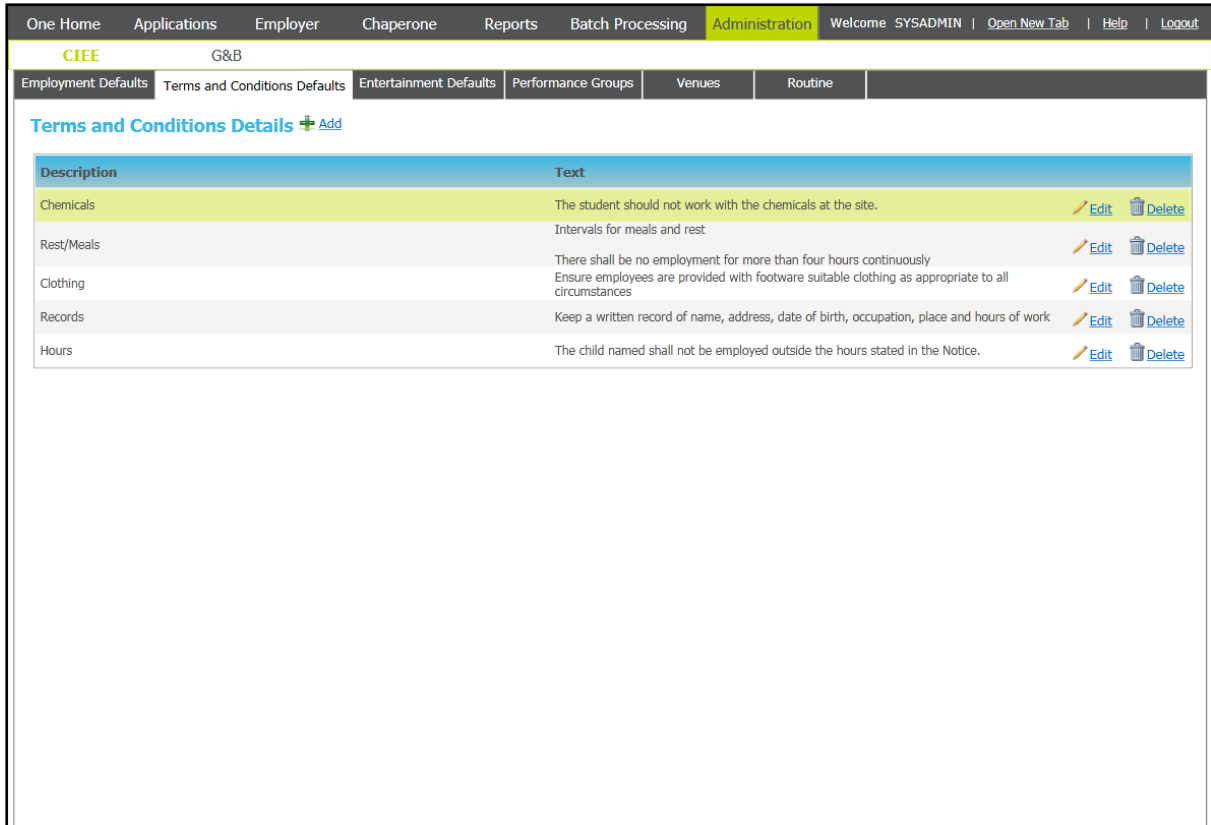 One Home Applications Employer Chaperone Reports Batch Processing Administration Welcome SYSADMIN | Open New Tab | Help | Logout
CIEE G&B
Employment Defaults Terms and Conditions Defaults Entertainment Defaults Performance Groups Venues Routine
Terms and Conditions Details Add
Description Text
Chemicals The student should not work with the chemicals at the site. Edit Delete
Rest/Meals Intervals for meals and rest
There shall be no employment for more than four hours continuously Edit Delete
Clothing Ensure employees are provided with footware suitable clothing as appropriate to all
circumstances Edit Delete
Records Keep a written record of name, address, date of birth, occupation, place and hours of work Edit Delete
Hours The child named shall not be employed outside the hours stated in the Notice. Edit Delete